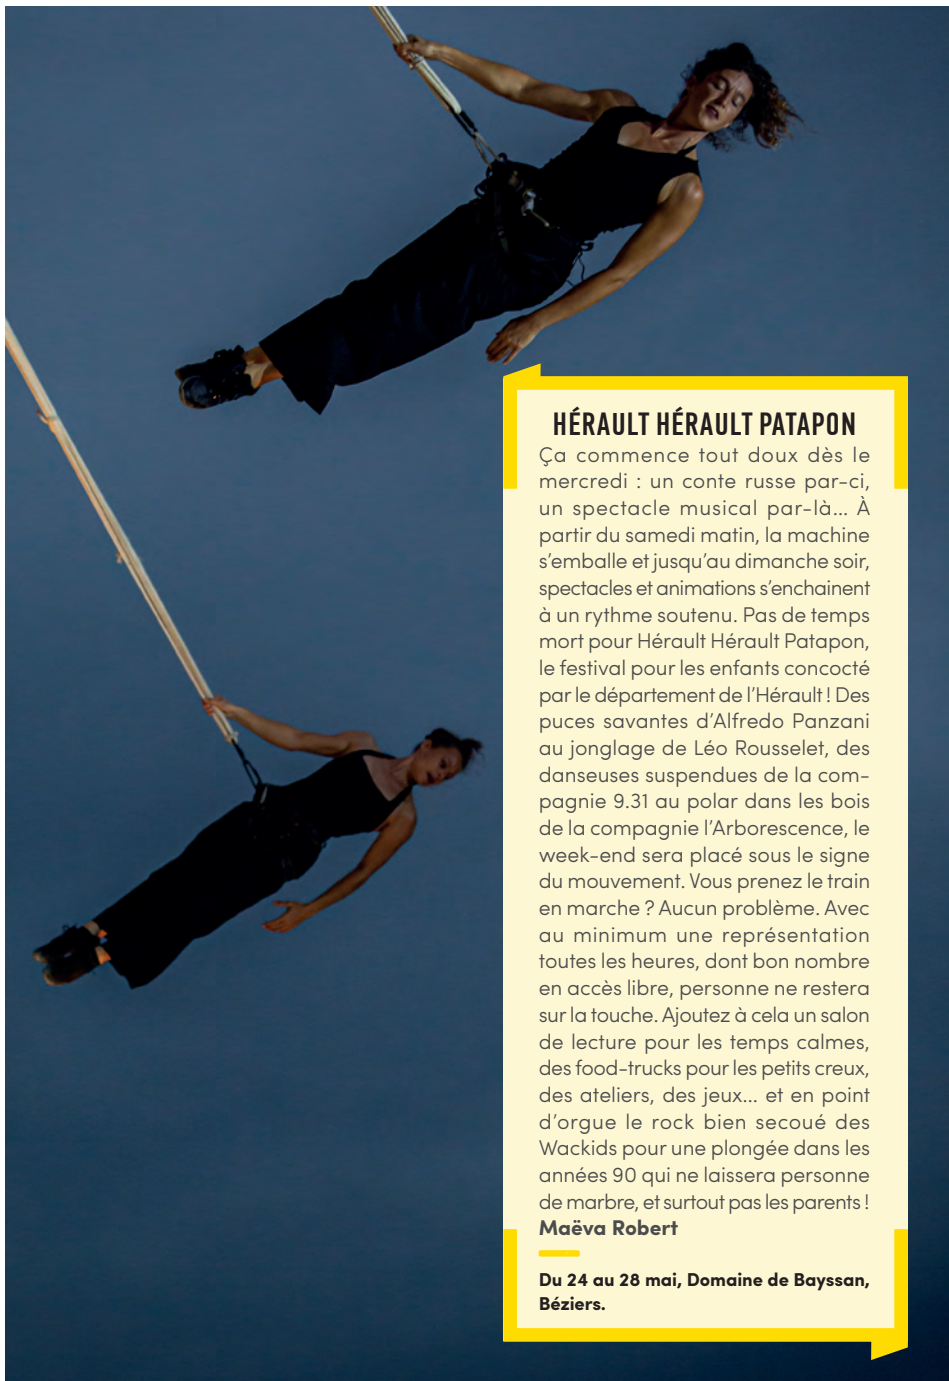 HÉRAULT HÉRAULT PATAPON
Ça commence tout doux dès le
mercredi : un conte russe par-ci,
un spectacle musical par-là... À
partir du samedi matin, la machine
s’emballe et jusqu’au dimanche soir,
spectacles et animations s’enchainent
à un rythme soutenu. Pas de temps
mort pour Hérault Hérault Patapon,
le festival pour les enfants concocté
par le département de l’Hérault ! Des
puces savantes d’Alfredo Panzani
au jonglage de Léo Rousselet, des
danseuses suspendues de la com-
pagnie 9.31 au polar dans les bois
de la compagnie l’Arborescence, le
week-end sera placé sous le signe
du mouvement. Vous prenez le train
en marche ? Aucun problème. Avec
au minimum une représentation
toutes les heures, dont bon nombre
en accès libre, personne ne restera
sur la touche. Ajoutez à cela un salon
de lecture pour les temps calmes,
des food-trucks pour les petits creux,
des ateliers, des jeux... et en point
d’orgue le rock bien secoué des
Wackids pour une plongée dans les
années 90 qui ne laissera personne
de marbre, et surtout pas les parents !
Maëva Robert
Du 24 au 28 mai, Domaine de Bayssan,
Béziers.